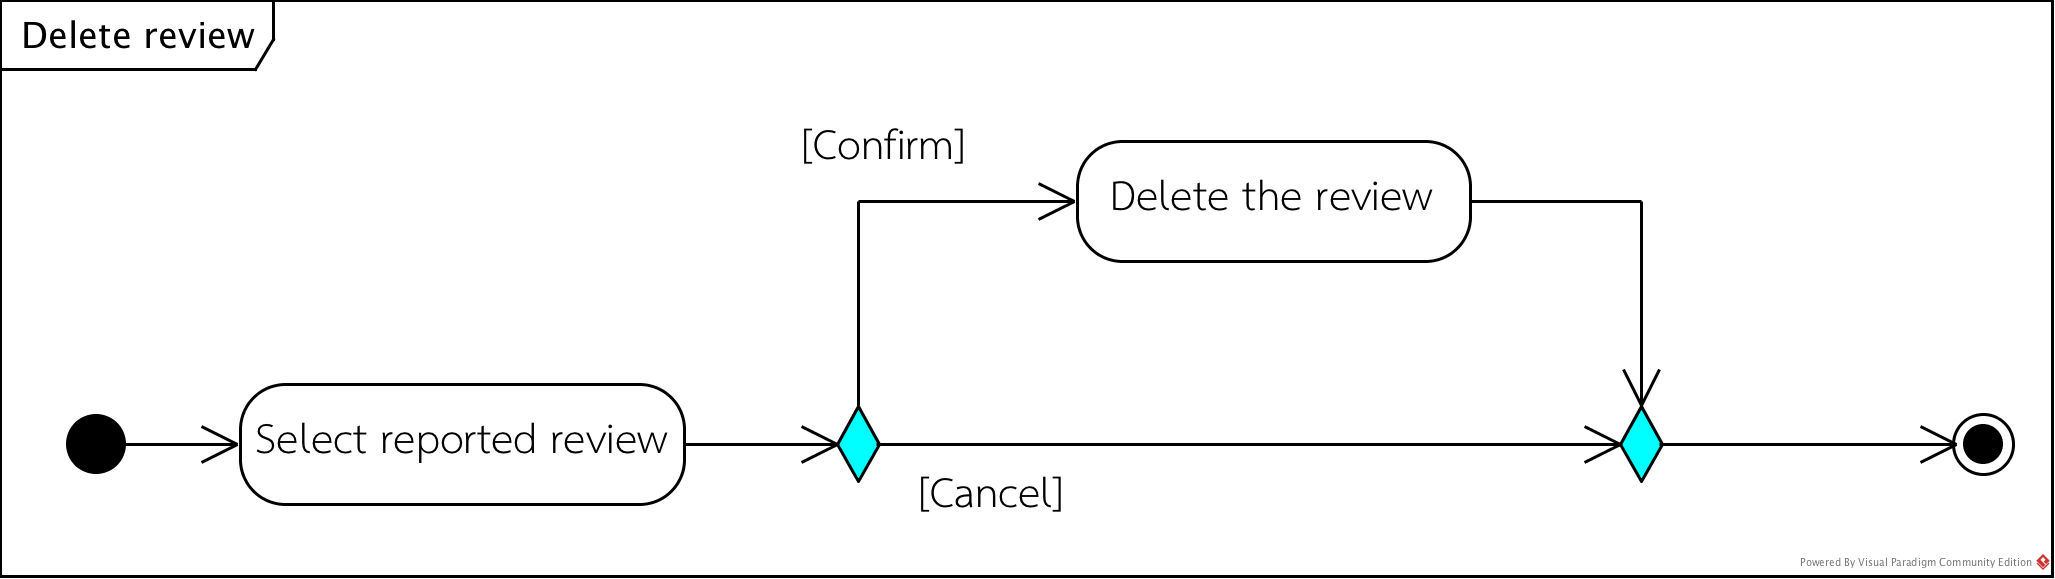 Delete review
[Confirm]
Delete the review
Select reported review
[Cancel]
Powered By Visual Paradigm Community Edition